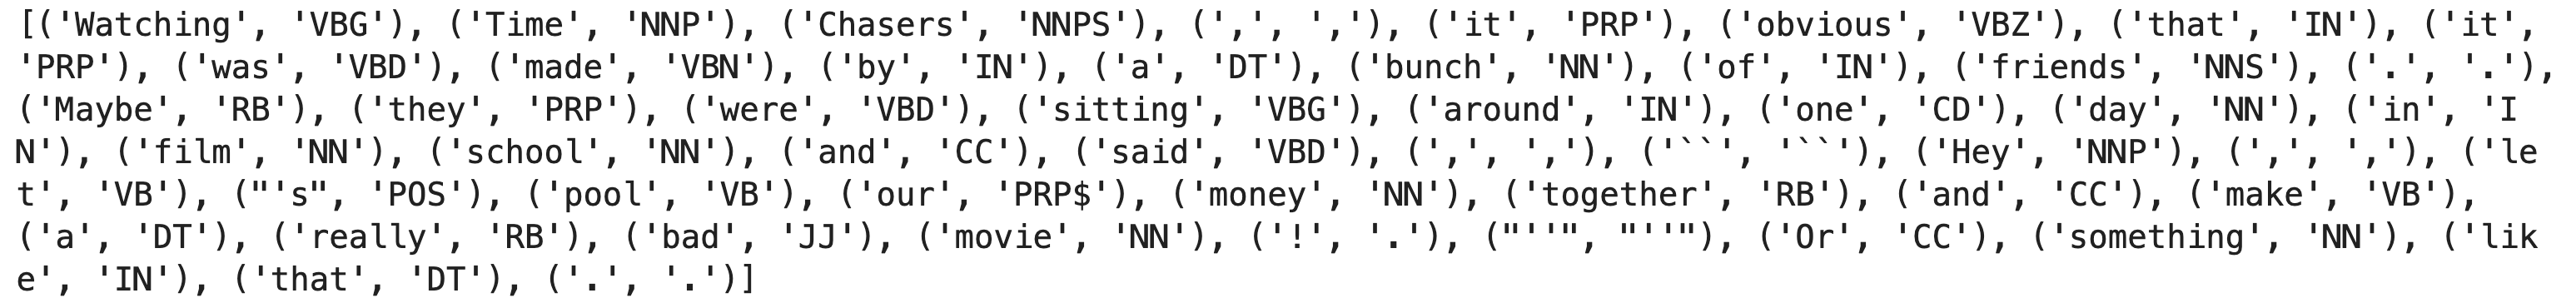 [('Watching', 'VBG'), ('Time', 'NNP'), ('Chasers', 'NNPS'), (',', ','), ('it', 'PRP'), ('obvious', 'VBZ'), ('that', 'IN'), ('it',
'PRP'), ('was', 'VBD'), ('made', 'VBN'), ('by', 'IN'), ('a', 'DT'), ('bunch', 'NN'), ('of', 'IN'), ('friends', 'NNS'), ('.', '.'),
('Maybe', 'RB'), ('they', 'PRP'), ('were', 'VBD'), ('sitting', 'VBG'), ('around', 'IN'), ('one', 'CD'), ('day', 'NN'), ('in', 'I
N'), ('film', 'NN'), ('school', 'NN'), ('and', 'CC'), ('said', 'VBD'), (',', ','), ('``', '``'), ('Hey', 'NNP'), (',', ','), ('le
t', 'VB'), ("'s", 'POS'), ('pool', 'VB'), ('our', 'PRP$'), ('money', 'NN'), ('together', 'RB'), ('and', 'CC'), ('make', 'VB'),
('a', 'DT'), ('really', 'RB'), ('bad', 'JJ'), ('movie', 'NN'), ('!', '.'), ("''", "''"), ('Or', 'CC'), ('something', 'NN'), ('lik
e', 'IN'), ('that', 'DT'), ('.', '.')]